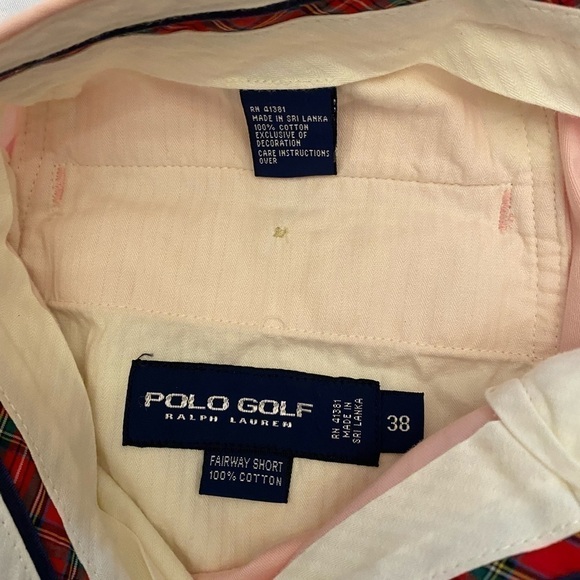 RN 41381
MADE IN SRI LANKA
100% COTTON
EXCLUSIVE OF
DECORATION
CARE INSTRUCTIONS
OVER
POLO GOLF
RALPH LAUREN
RN 41381
MADE IN
SRI LANKA
38
FAIRWAY SHORT
100% COTTON